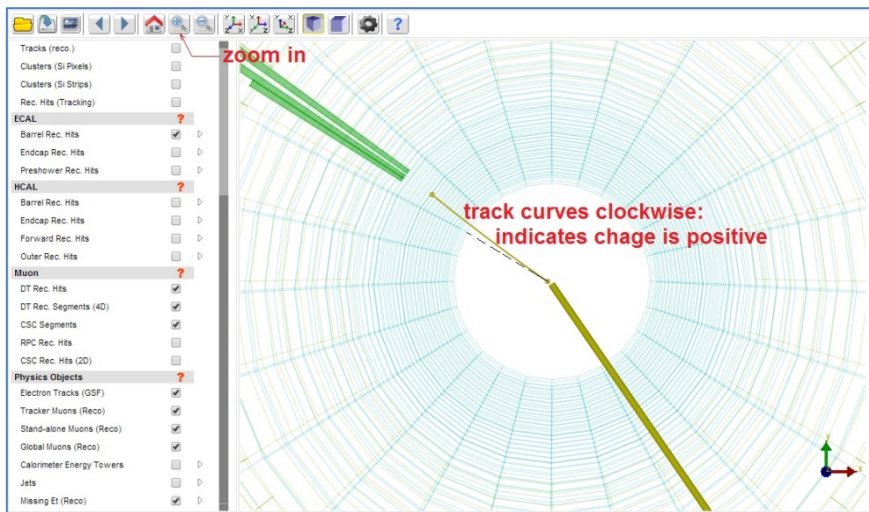 zoom in
Tracks (reco.)
Clusters (Si Pixels)
Clusters (Si Strips)
Rec. Hits (Tracking)
ECAL ?
Barrel Rec. Hits
Endcap Rec. Hits
Preshower Rec. Hits
HCAL ?
Barrel Rec. Hits
Endcap Rec. Hits
Forward Rec. Hits
Outer Rec. Hits
Muon ?
DT Rec. Hits
DT Rec. Segments (4D)
CSC Segments
RPC Rec. Hits
CSC Rec. Hits (2D)
Physics Objects ?
Electron Tracks (GSF)
Tracker Muons (Reco)
Stand-alone Muons (Reco)
Global Muons (Reco)
Calorimeter Energy Towers
Jets
Missing Et (Reco)
track curves clockwise:
indicates chage is positive